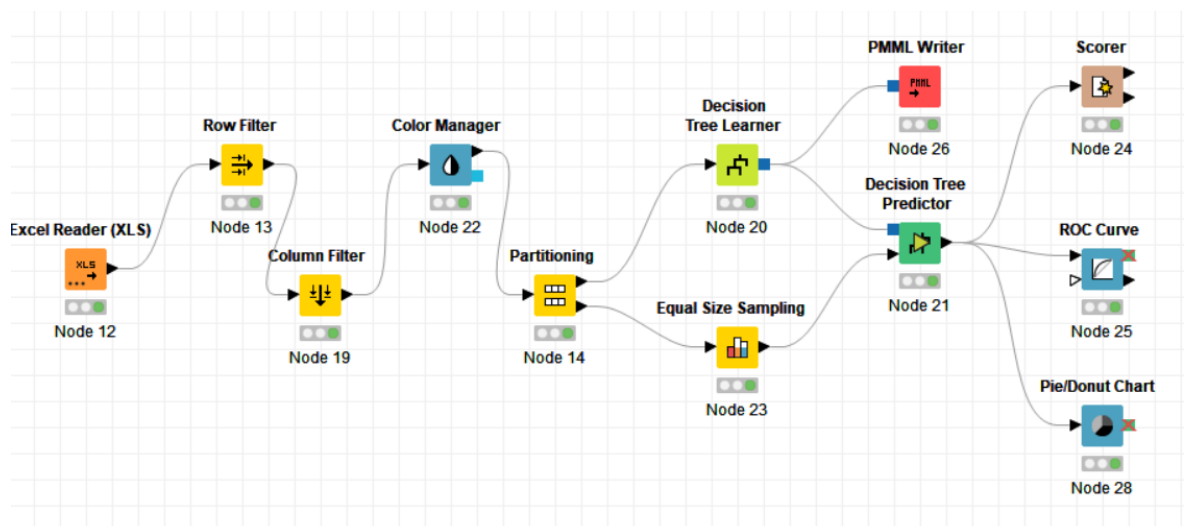 PMML Writer
Scorer
Decision
Tree Learner
Row Filter
Color Manager
PMML
Node 26
Node 24
Decision Tree
Predictor
Node 13
Node 22
Node 20
Excel Reader (XLS)
Column Filter
Partitioning
ROC Curve
XLS
Node 12
Node 19
Node 14
Equal Size Sampling
Node 21
Node 25
Node 23
Pie/Donut Chart
Node 28